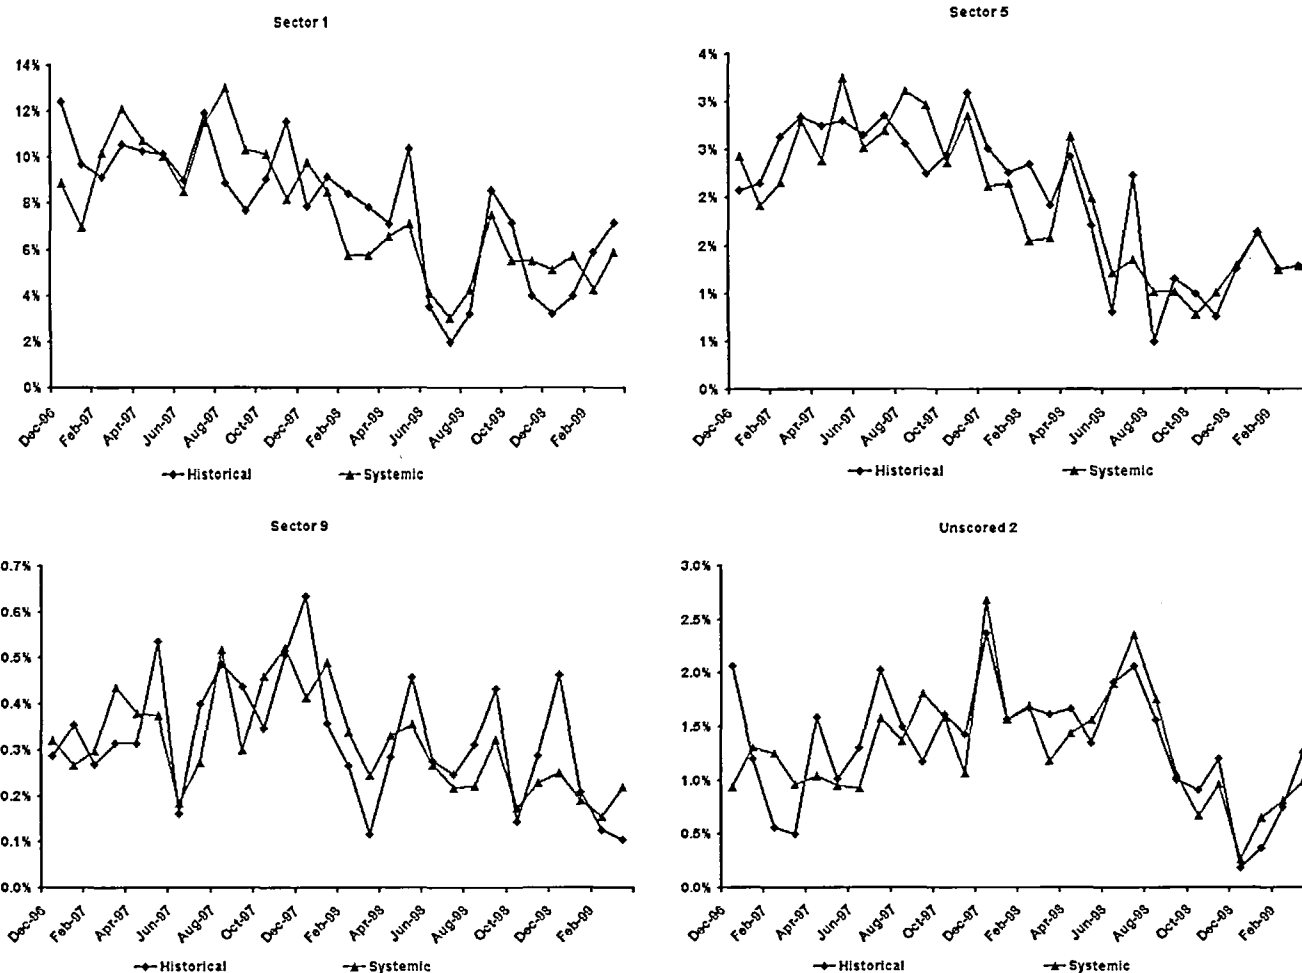 Sector 1
14%
12%
10%
8%
6%
4%
2%
0%
Dec-96 Feb-97 Apr-97 Jun-97 Aug-97 Oct-97 Dec-97 Feb-98 Apr-98 Jun-98 Aug-98 Oct-98 Dec-98 Feb-99
Historical Systemic
Sector 5
4%
3%
3%
2%
2%
1%
1%
0%
Dec-96 Feb-97 Apr-97 Jun-97 Aug-97 Oct-97 Dec-97 Feb-98 Apr-98 Jun-98 Aug-98 Oct-98 Dec-98 Feb-99
Historical Systemic
Sector 9
0.7%
0.6%
0.5%
0.4%
0.3%
0.2%
0.1%
0.0%
Dec-96 Feb-97 Apr-97 Jun-97 Aug-97 Oct-97 Dec-97 Feb-98 Apr-98 Jun-98 Aug-98 Oct-98 Dec-98 Feb-99
Historical Systemic
Unscored 2
3.0%
2.5%
2.0%
1.5%
1.0%
0.5%
0.0%
Dec-96 Feb-97 Apr-97 Jun-97 Aug-97 Oct-97 Dec-97 Feb-98 Apr-98 Jun-98 Aug-98 Oct-98 Dec-98 Feb-99
Historical Systemic